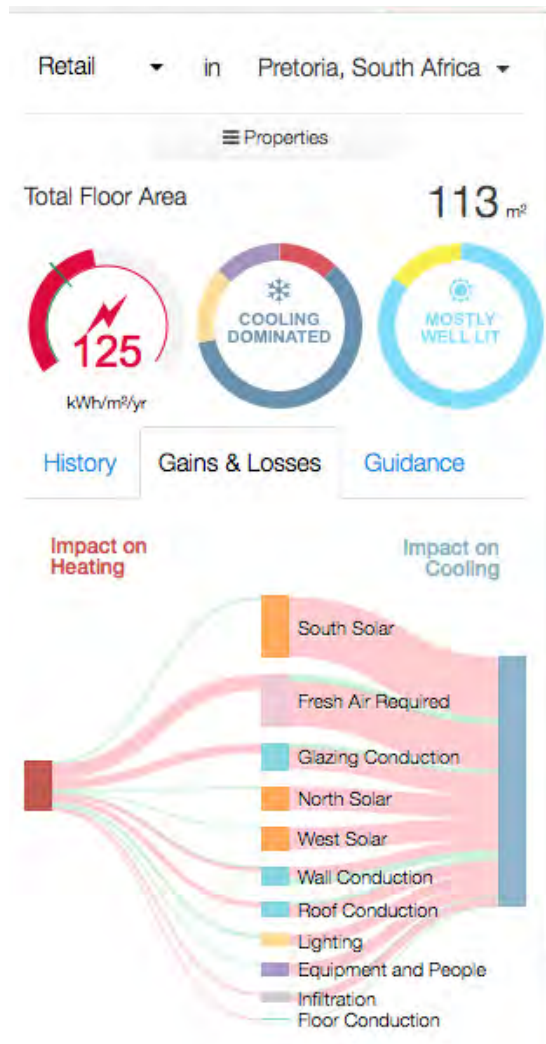 Retail in Pretoria, South Africa
Properties
Total Floor Area 113 m²
125
kWh/m²/yr
COOLING
DOMINATED
MOSTLY
WELL LIT
History Gains & Losses Guidance
Impact on
Heating
Impact on
Cooling
South Solar
Fresh Air Required
Glazing Conduction
North Solar
West Solar
Wall Conduction
Roof Conduction
Lighting
Equipment and People
Infiltration
Floor Conduction